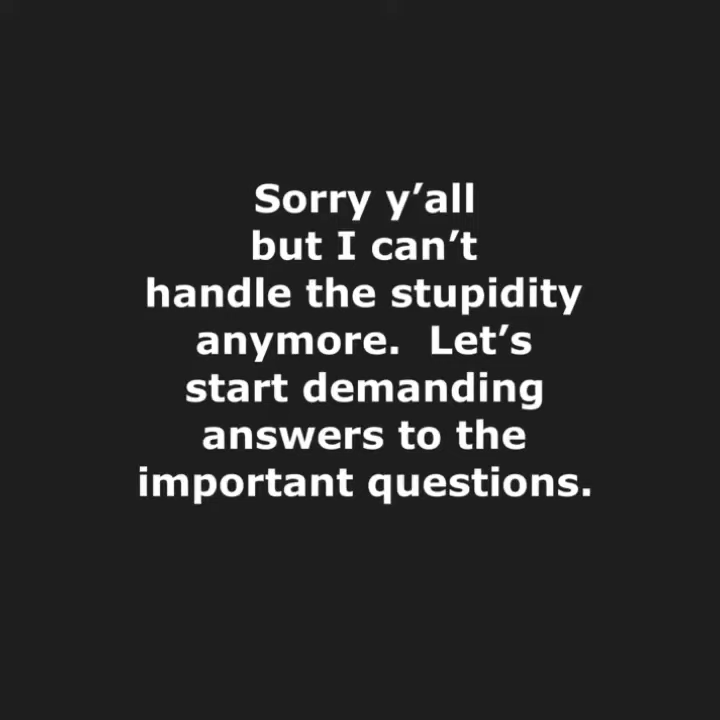 Sorry y’all
but I can’t
handle the stupidity
anymore.  Let’s
start demanding
answers to the
important questions.